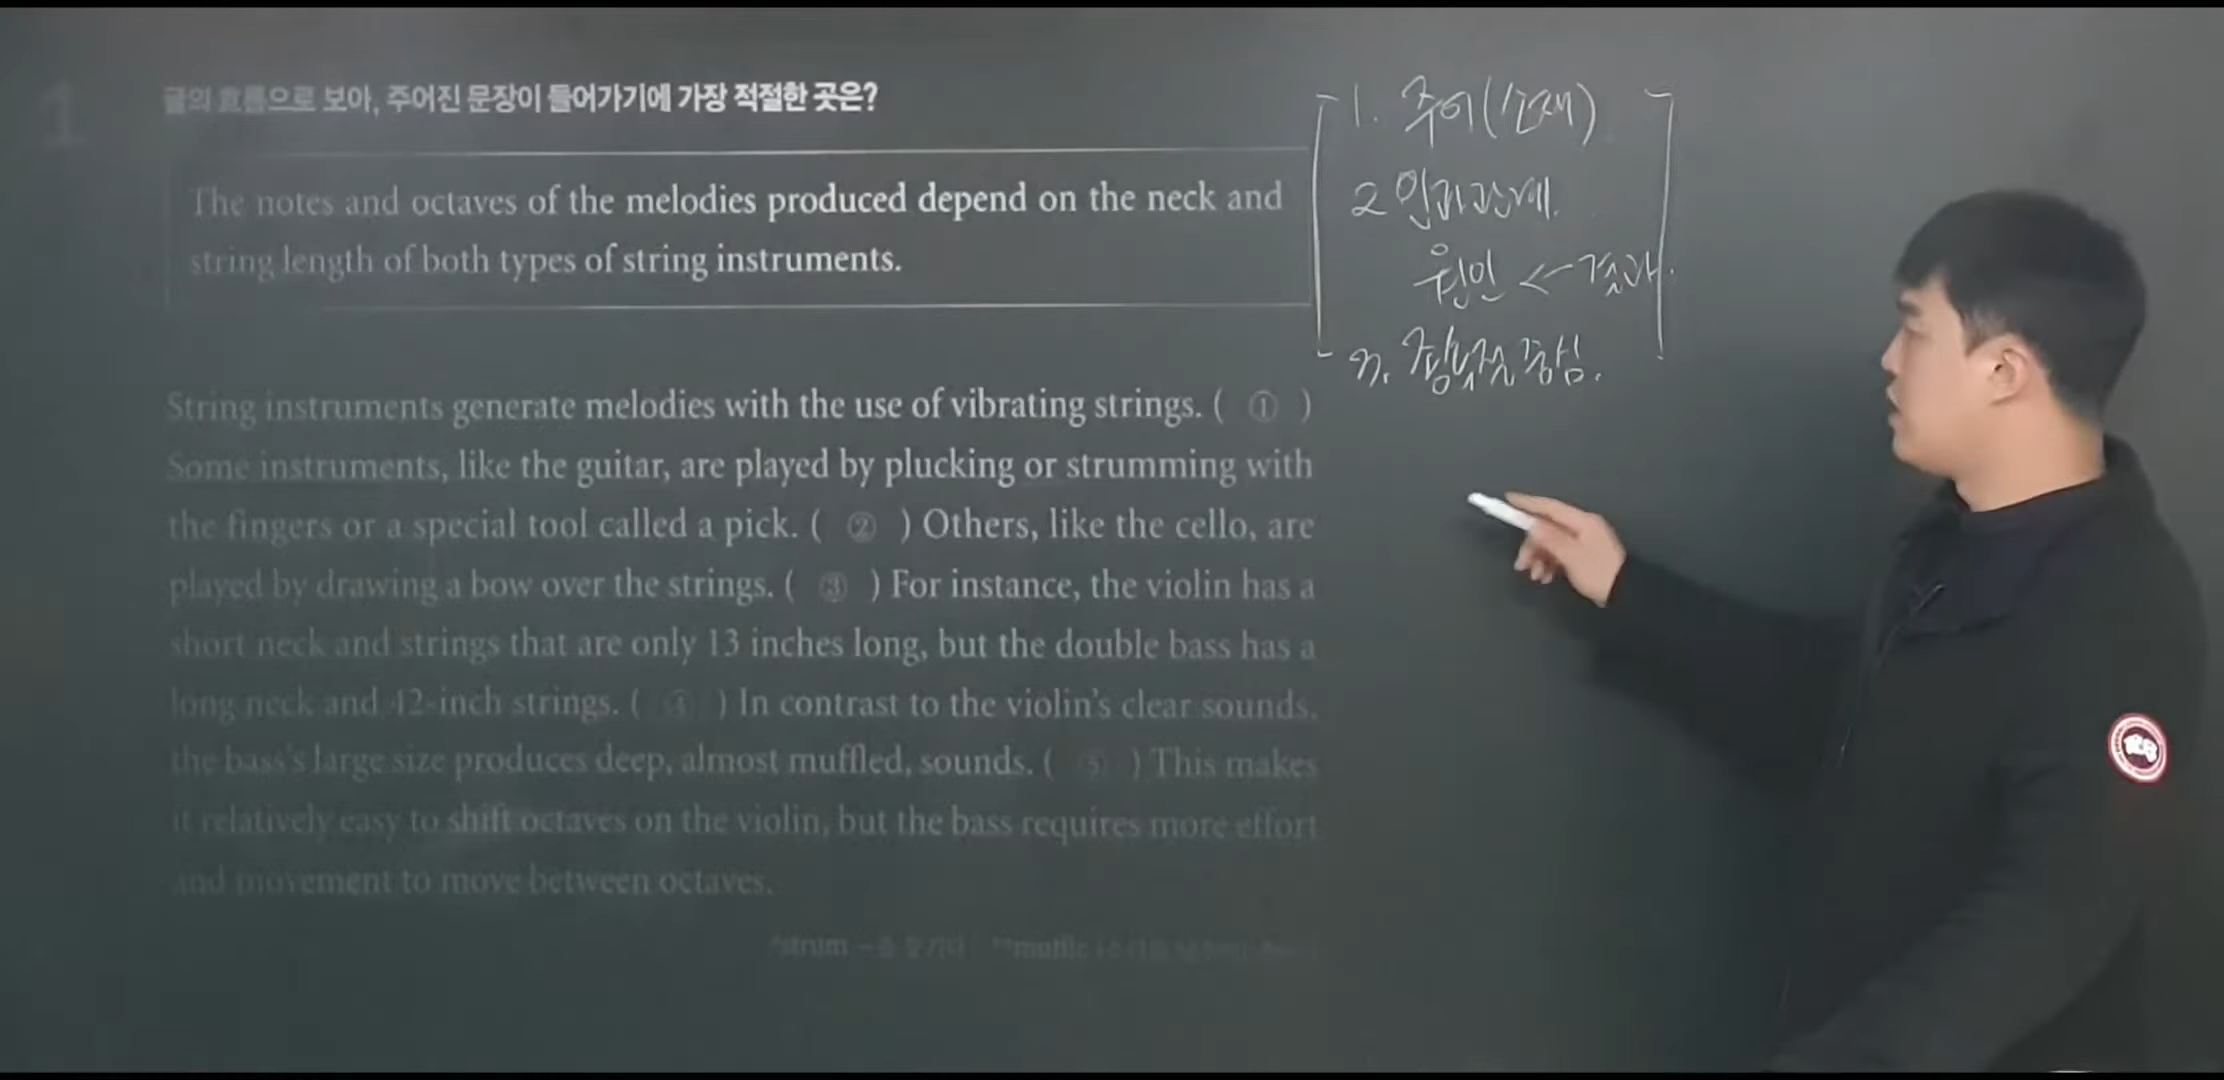 1
글의 흐름으로 보아, 주어진 문장이 들어가기에 가장 적절한 곳은?
The notes and octaves of the melodies produced depend on the neck and
string length of both types of string instruments.
String instruments generate melodies with the use of vibrating strings. ( ① )
Some instruments, like the guitar, are played by plucking or strumming with
the fingers or a special tool called a pick. ( ② ) Others, like the cello, are
played by drawing a bow over the strings. ( ③ ) For instance, the violin has a
short neck and strings that are only 13 inches long, but the double bass has a
long neck and 42-inch strings. ( ④ ) In contrast to the violin's clear sounds,
the bass's large size produces deep, almost muffled, sounds. ( ⑤ ) This makes
it relatively easy to shift octaves on the violin, but the bass requires more effort
and movement to move between octaves.
*strum **muffle
1. 주어(
2 인과관계.
원인 ← 결과.
3. 중심.